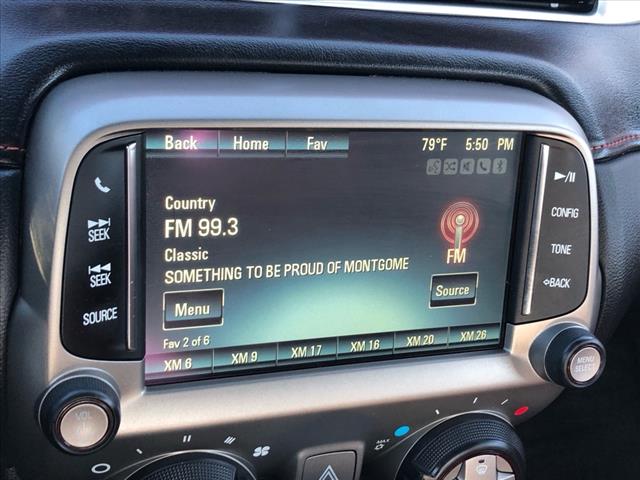 Back Home Fav 79°F 5:50 PM
Country
FM 99.3
Classic
SOMETHING TO BE PROUD OF MONTGOME
FM
Menu
Source
Fav 2 of 6
XM 6 XM 9 XM 17 XM 16 XM 20 XM 26
SEEK
SEEK
SOURCE
CONFIG
TONE
BACK
VOL
MENU
SELECT
MAX